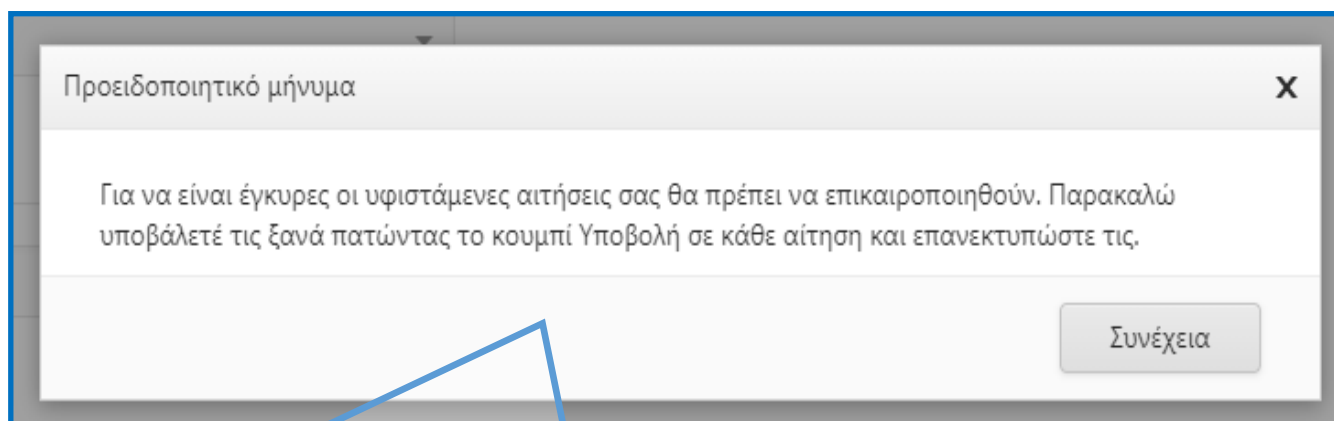 Προειδοποιητικό μήνυμα
X
Για να είναι έγκυρες οι υφιστάμενες αιτήσεις σας θα πρέπει να επικαιροποιηθούν. Παρακαλώ
υποβάλετέ τις ξανά πατώντας το κουμπί Υποβολή σε κάθε αίτηση και επανεκτυπώστε τις.
Συνέχεια